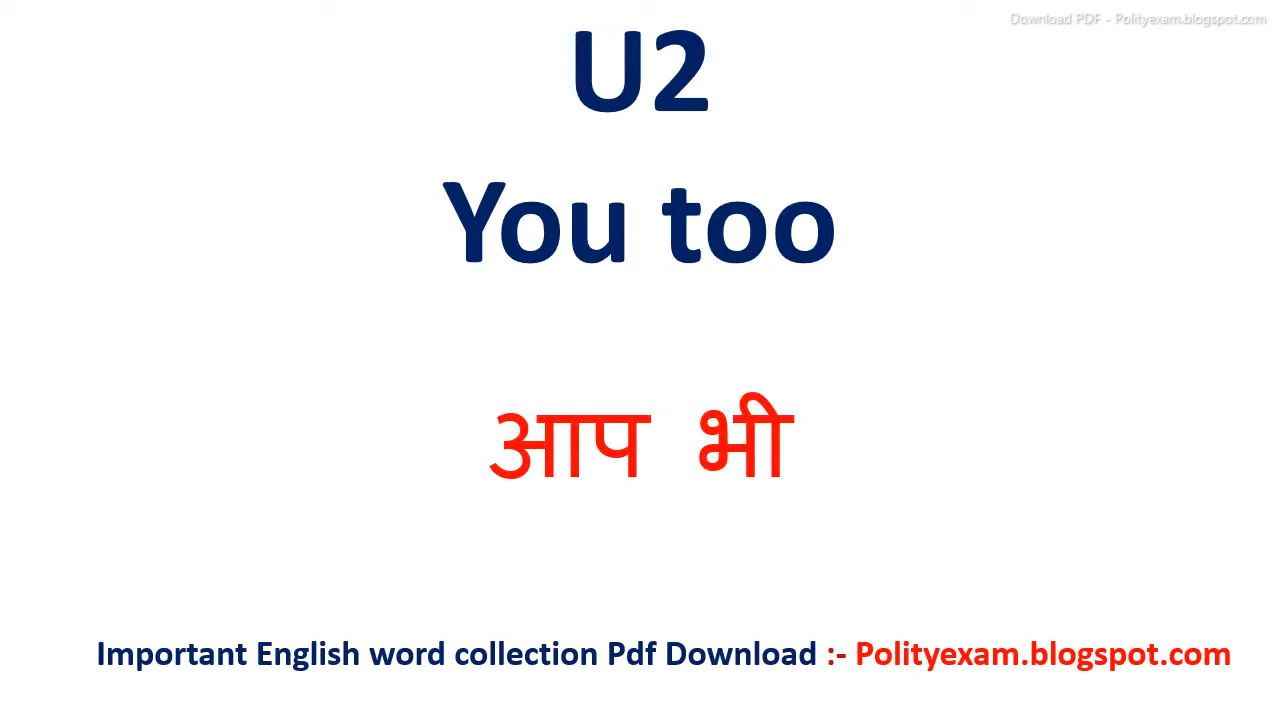 Download PDF - Polityexam.blogspot.com
U2
You too
आप भी
Important English word collection Pdf Download :- Polityexam.blogspot.com